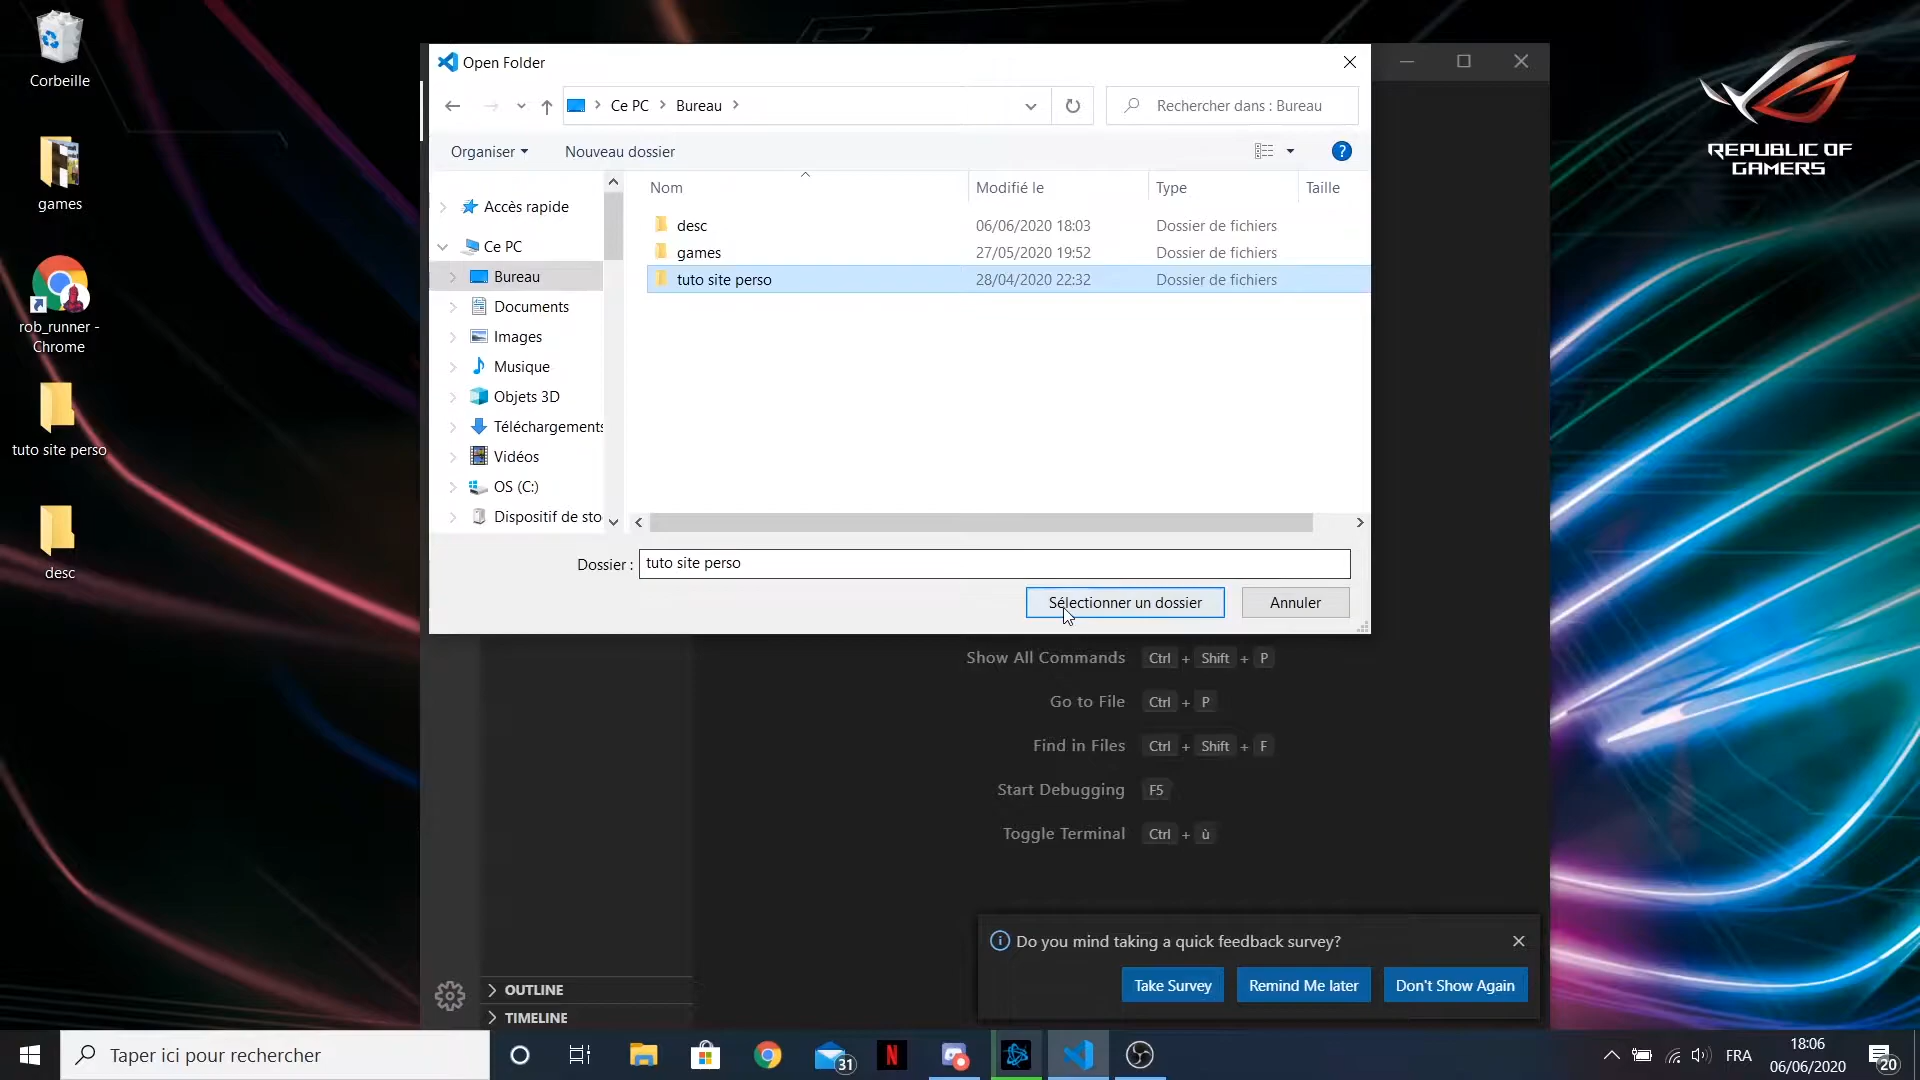 Corbeille
games
rob_runner -
Chrome
tuto site perso
desc
Open Folder
Ce PC
Bureau
Rechercher dans : Bureau
Organiser
Nouveau dossier
Nom
Modifié le
Type
Taille
desc
06/06/2020 18:03
Dossier de fichiers
games
27/05/2020 19:52
Dossier de fichiers
tuto site perso
28/04/2020 22:32
Dossier de fichiers
Accès rapide
Ce PC
Bureau
Documents
Images
Musique
Objets 3D
Téléchargements
Vidéos
OS (C:)
Dispositif de sto
Dossier :
tuto site perso
Sélectionner un dossier
Annuler
REPUBLIC OF
GAMERS
Show All Commands Ctrl + Shift + P
Go to File Ctrl + P
Find in Files Ctrl + Shift + F
Start Debugging F5
Toggle Terminal Ctrl + ù
Do you mind taking a quick feedback survey?
Take Survey
Remind Me later
Don't Show Again
OUTLINE
TIMELINE
Taper ici pour rechercher
31
N
FRA
18:06
06/06/2020
20